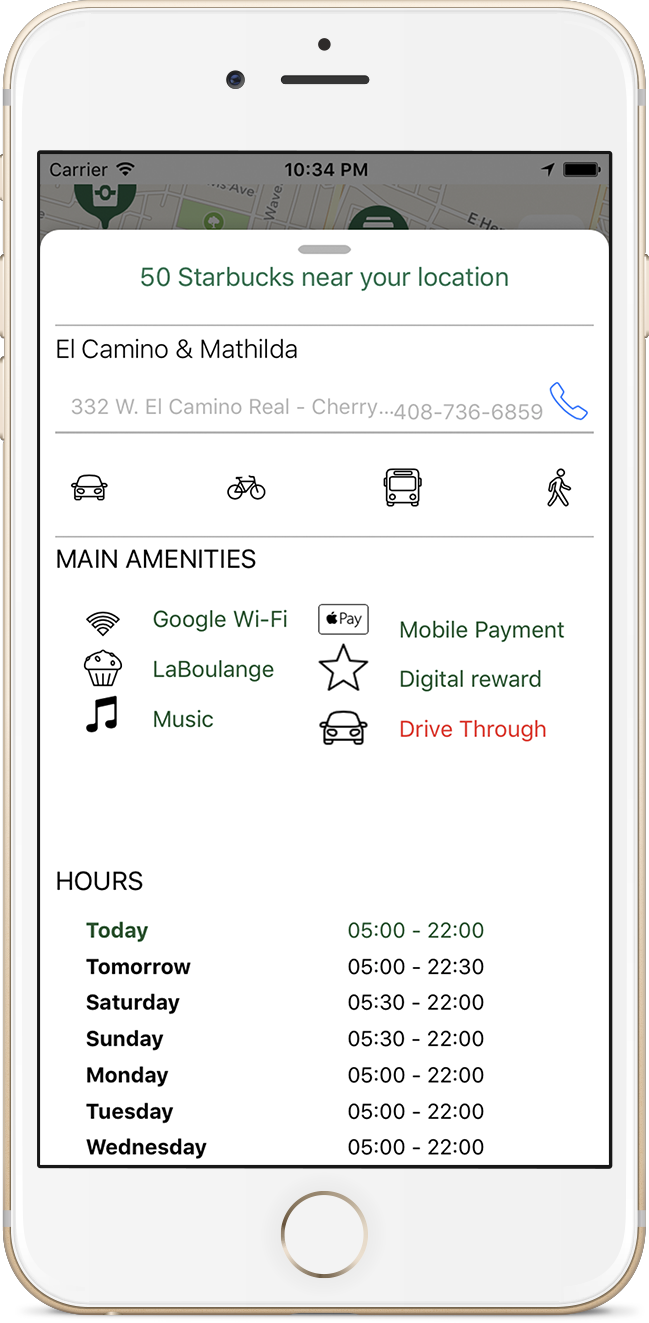 Carrier 10:34 PM
Ave
Wave.
50 Starbucks near your location
El Camino & Mathilda
332 W. El Camino Real - Cherry... 408-736-6859
MAIN AMENITIES
Google Wi-Fi Pay Mobile Payment
LaBoulange Digital reward
Music Drive Through
HOURS
Today 05:00 - 22:00
Tomorrow 05:00 - 22:30
Saturday 05:30 - 22:00
Sunday 05:30 - 22:00
Monday 05:00 - 22:00
Tuesday 05:00 - 22:00
Wednesday 05:00 - 22:00